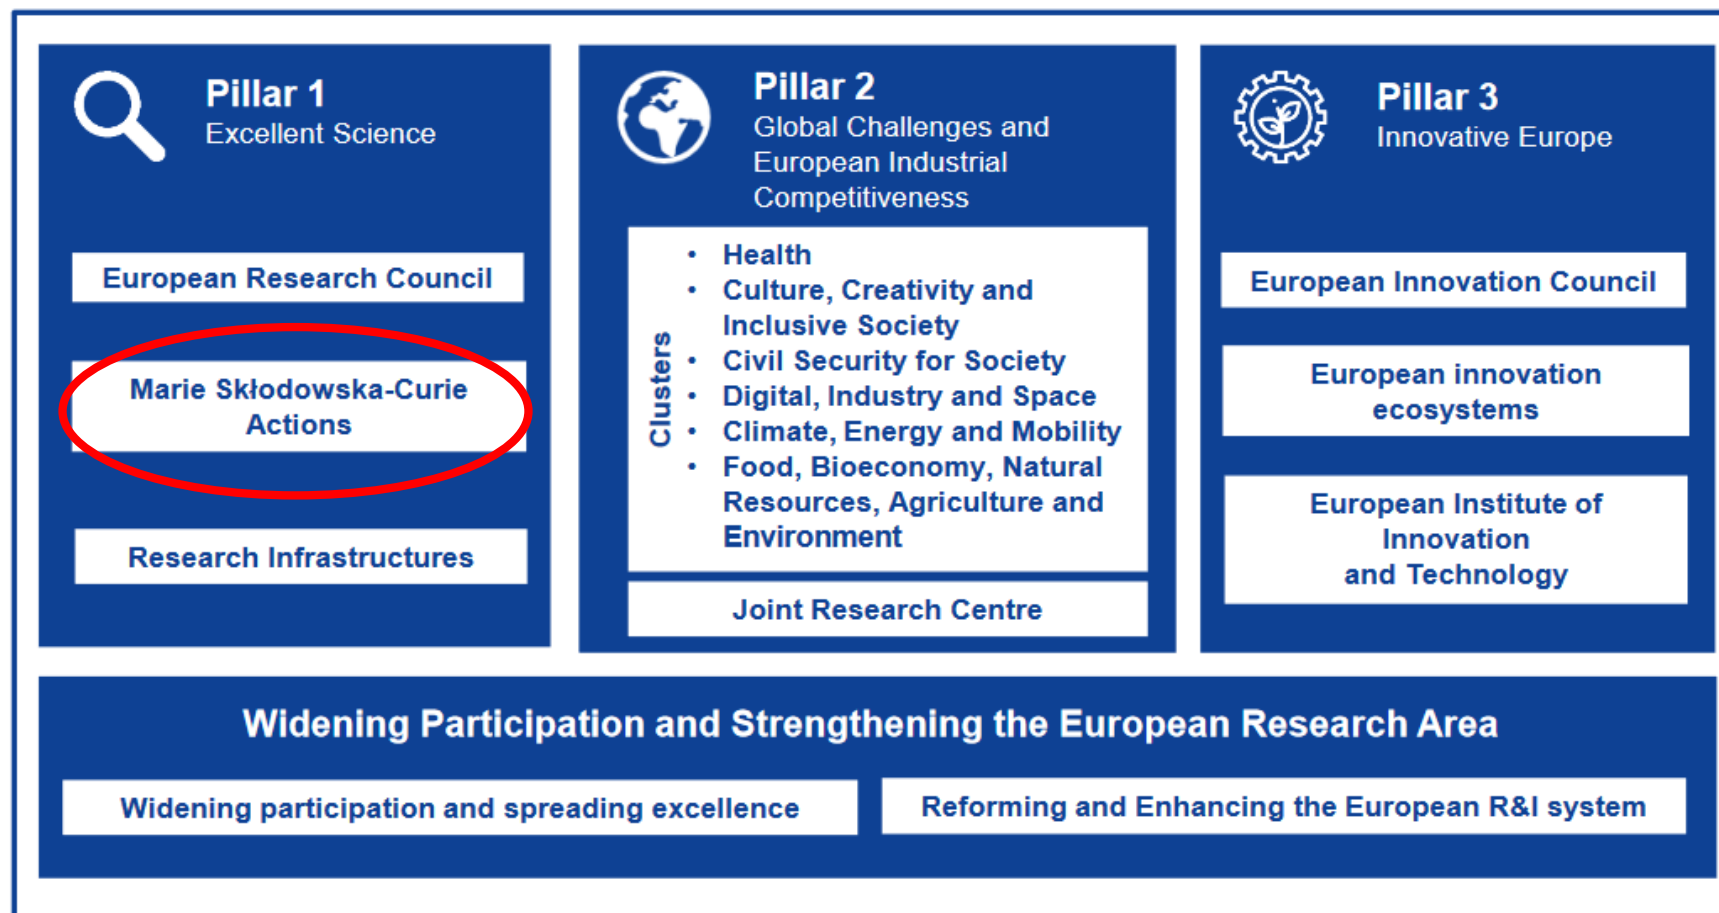 Pillar 1
Excellent Science
European Research Council
Marie Skłodowska-Curie
Actions
Research Infrastructures
Pillar 2
Global Challenges and
European Industrial
Competitiveness
Clusters
• Health
• Culture, Creativity and
Inclusive Society
• Civil Security for Society
• Digital, Industry and Space
• Climate, Energy and Mobility
• Food, Bioeconomy, Natural
Resources, Agriculture and
Environment
Joint Research Centre
Pillar 3
Innovative Europe
European Innovation Council
European innovation
ecosystems
European Institute of
Innovation
and Technology
Widening Participation and Strengthening the European Research Area
Widening participation and spreading excellence
Reforming and Enhancing the European R&I system